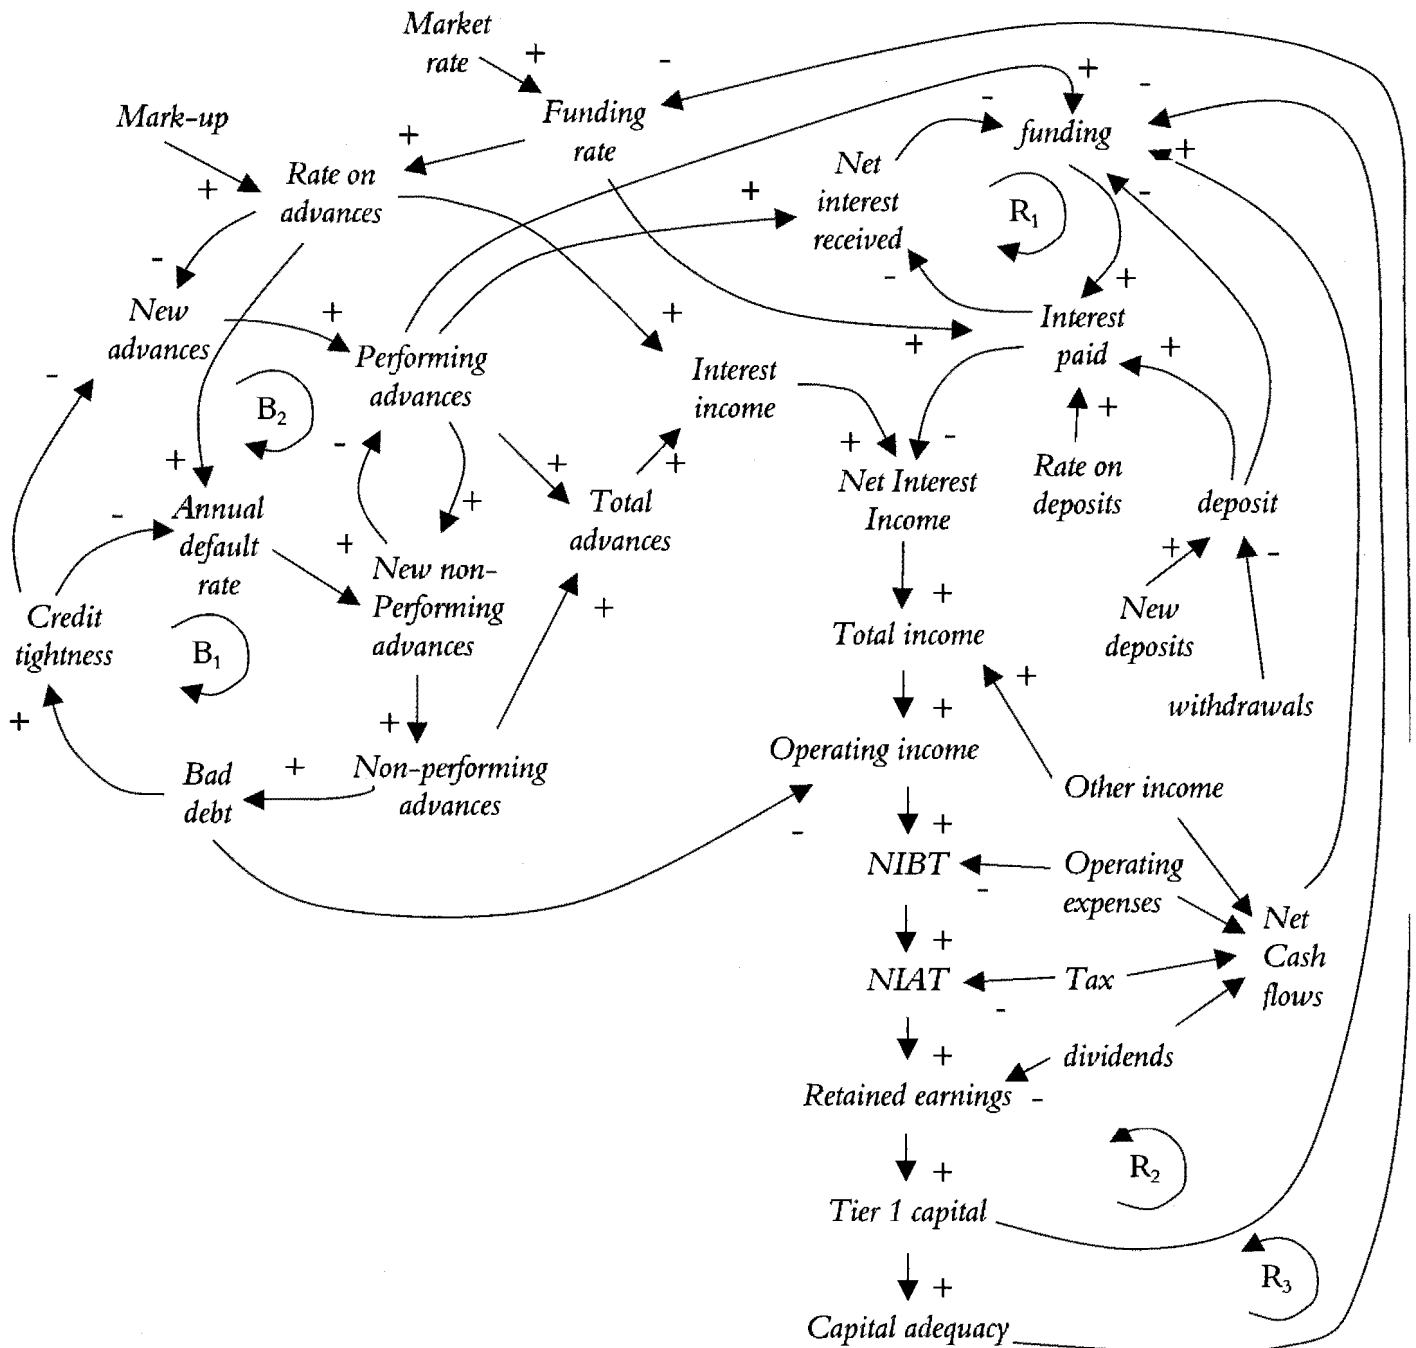 Market
rate
+
-
+
-
Mark-up
Funding
rate
+
-
funding
+
Rate on
advances
+
+
Net
interest
received
R1
-
-
-
+
New
advances
+
+
Interest
paid
+
+
-
Performing
advances
Interest
income
B2
-
+
-
+
Rate on
deposits
deposit
+
Net Interest
Income
Total
advances
+
+
+
-
Annual
default
rate
+
New non-
Performing
advances
+
-
New
deposits
+
+
Credit
tightness
B1
Total income
+
withdrawals
+
+
+
Operating income
Bad
debt
+
Non-performing
advances
Other income
-
+
NIBT
-
Operating
expenses
Net
Cash
flows
+
NIAT
-
Tax
+
dividends
Retained earnings
-
+
R2
Tier 1 capital
+
R3
Capital adequacy